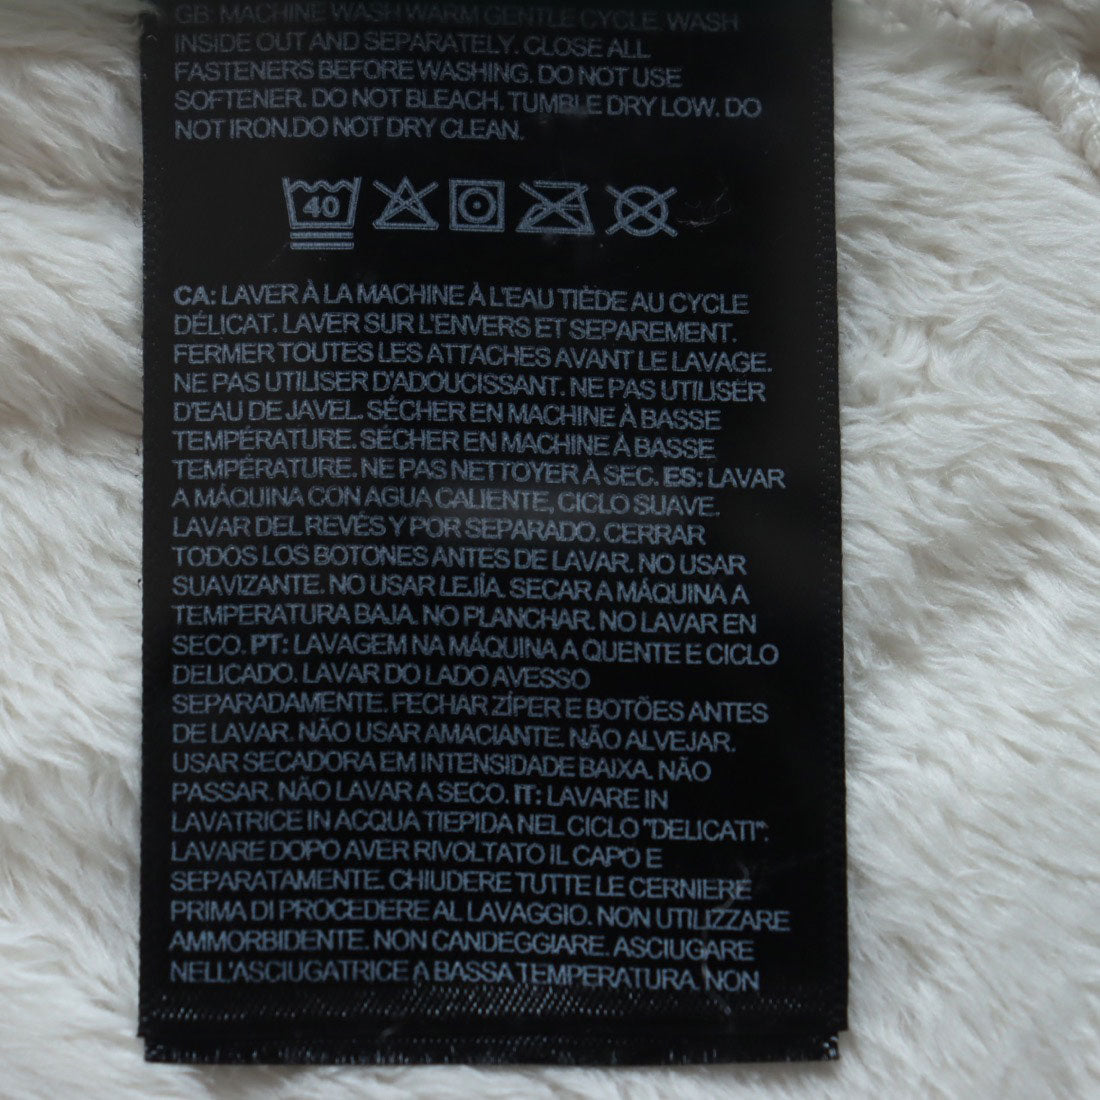 GB: MACHINE WASH WARM GENTLE CYCLE. WASH
INSIDE OUT AND SEPARATELY. CLOSE ALL
FASTENERS BEFORE WASHING. DO NOT USE
SOFTENER. DO NOT BLEACH. TUMBLE DRY LOW. DO
NOT IRON.DO NOT DRY CLEAN.
40
CA: LAVER À LA MACHINE À L'EAU TIÈDE AU CYCLE
DÉLICAT. LAVER SUR L'ENVERS ET SEPAREMENT.
FERMER TOUTES LES ATTACHES AVANT LE LAVAGE.
NE PAS UTILISER D'ADOUCISSANT. NE PAS UTILISER
D'EAU DE JAVEL. SÉCHER EN MACHINE À BASSE
TEMPÉRATURE. SÉCHER EN MACHINE À BASSE
TEMPÉRATURE. NE PAS NETTOYER À SEC. ES: LAVAR
A MÁQUINA CON AGUA CALIENTE, CICLO SUAVE.
LAVAR DEL REVÉS Y POR SEPARADO. CERRAR
TODOS LOS BOTONES ANTES DE LAVAR. NO USAR
SUAVIZANTE. NO USAR LEJÍA. SECAR A MÁQUINA A
TEMPERATURA BAJA. NO PLANCHAR. NO LAVAR EN
SECO. PT: LAVAGEM NA MÁQUINA A QUENTE E CICLO
DELICADO. LAVAR DO LADO AVESSO
SEPARADAMENTE. FECHAR ZÍPER E BOTÕES ANTES
DE LAVAR. NÃO USAR AMACIANTE. NÃO ALVEJAR.
USAR SECADORA EM INTENSIDADE BAIXA. NÃO
PASSAR. NÃO LAVAR A SECO. IT: LAVARE IN
LAVATRICE IN ACQUA TIEPIDA NEL CICLO "DELICATI":
LAVARE DOPO AVER RIVOLTATO IL CAPO E
SEPARATAMENTE. CHIUDERE TUTTE LE CERNIERE
PRIMA DI PROCEDERE AL LAVAGGIO. NON UTILIZZARE
AMMORBIDENTE. NON CANDEGGIARE. ASCIUGARE
NELL'ASCIUGATRICE A BASSA TEMPERATURA. NON